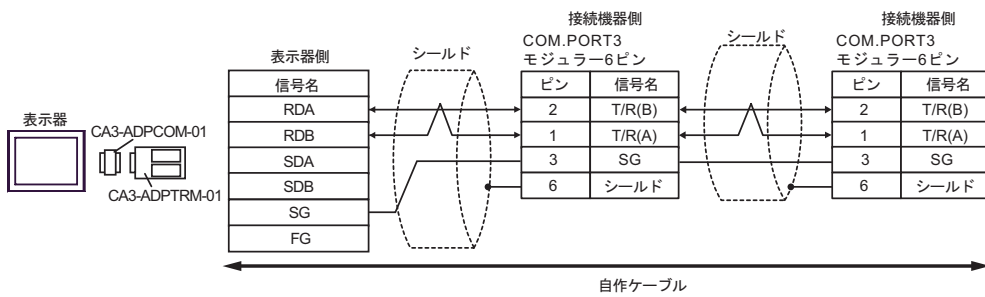 表示器
CA3-ADPCOM-01
CA3-ADPTRM-01
表示器側
信号名
RDA
RDB
SDA
SDB
SG
FG
シールド
接続機器側
COM.PORT3
モジュラー6ピン
ピン 信号名
2 T/R(B)
1 T/R(A)
3 SG
6 シールド
シールド
接続機器側
COM.PORT3
モジュラー6ピン
ピン 信号名
2 T/R(B)
1 T/R(A)
3 SG
6 シールド
自作ケーブル